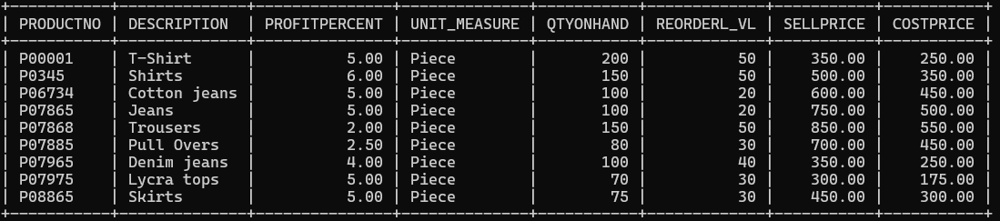 | PRODUCTNO | DESCRIPTION | PROFITPERCENT | UNIT_MEASURE | QTYONHAND | REORDERL_VL | SELLPRICE | COSTPRICE |
| P00001 | T-Shirt | 5.00 | Piece | 200 | 50 | 350.00 | 250.00 |
| P0345 | Shirts | 6.00 | Piece | 150 | 50 | 500.00 | 350.00 |
| P06734 | Cotton jeans | 5.00 | Piece | 100 | 20 | 600.00 | 450.00 |
| P07865 | Jeans | 5.00 | Piece | 100 | 20 | 750.00 | 500.00 |
| P07868 | Trousers | 2.00 | Piece | 150 | 50 | 850.00 | 550.00 |
| P07885 | Pull Overs | 2.50 | Piece | 80 | 30 | 700.00 | 450.00 |
| P07965 | Denim jeans | 4.00 | Piece | 100 | 40 | 350.00 | 250.00 |
| P07975 | Lycra tops | 5.00 | Piece | 70 | 30 | 300.00 | 175.00 |
| P08865 | Skirts | 5.00 | Piece | 75 | 30 | 450.00 | 300.00 |